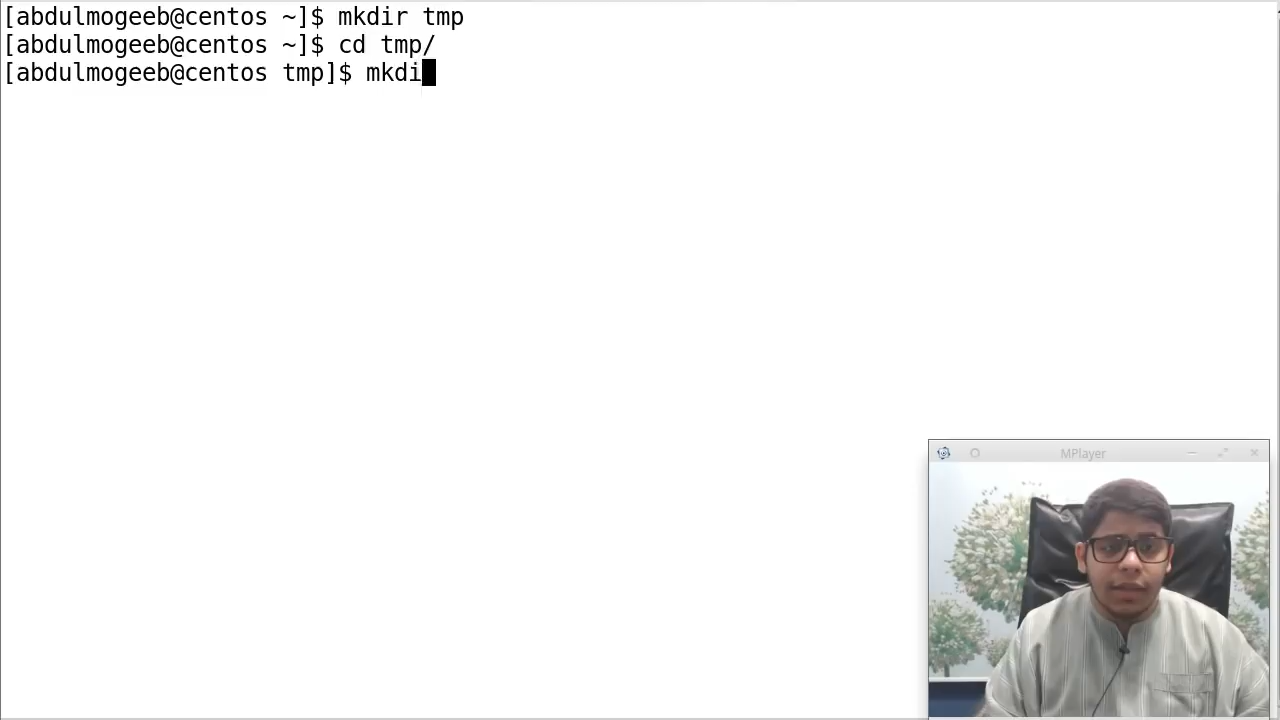 [abdulmogeeb@centos ~]$ mkdir tmp
[abdulmogeeb@centos ~]$ cd tmp/
[abdulmogeeb@centos tmp]$ mkdi
MPlayer